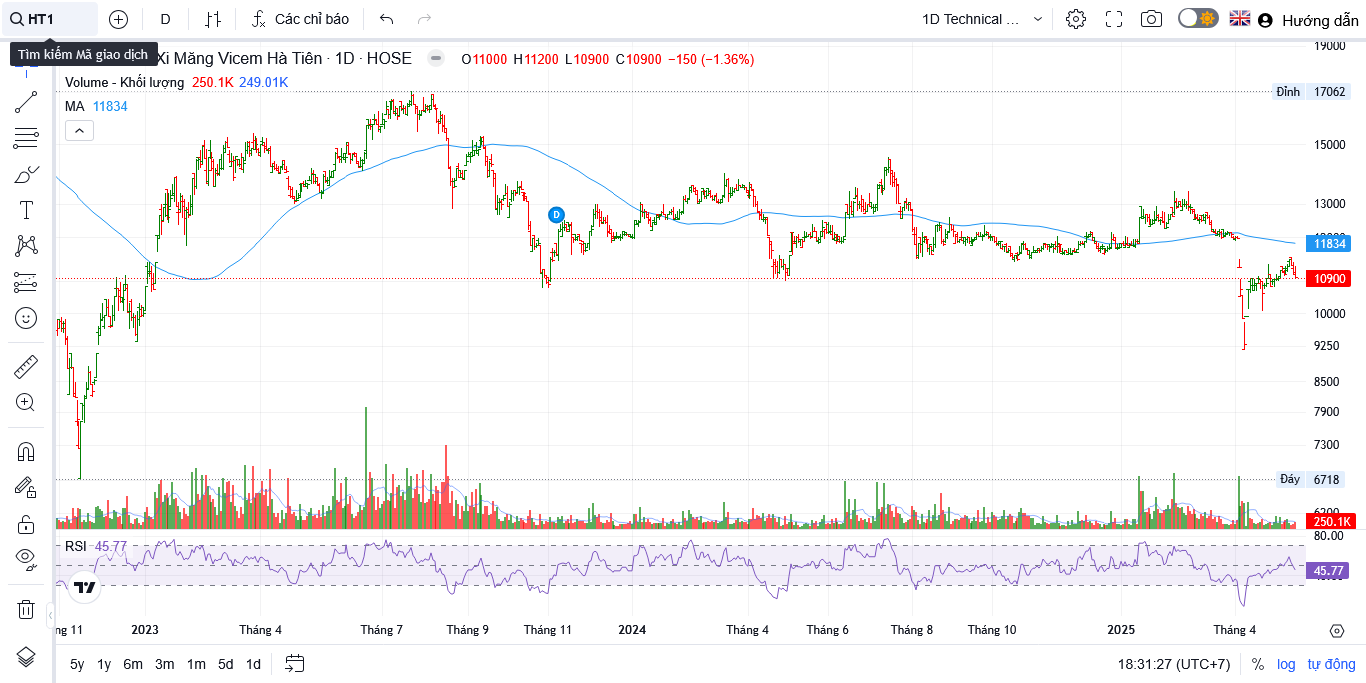 HT1
D
Các chỉ báo
1D Technical ...
Hướng dẫn
Tìm kiếm Mã giao dịch
Xi Măng Vicem Hà Tiên · 1D · HOSE
O11000 H11200 L10900 C10900 −150 (−1.36%)
Volume - Khối lượng 250.1K 249.01K
MA 11834
D
19000
Đỉnh 17062
15000
13000
11834
10900
10000
9250
8500
7900
7300
Đáy 6718
6200
250.1K
RSI 45.77
80.00
45.77
ng 11
2023
Tháng 4
Tháng 7
Tháng 9
Tháng 11
2024
Tháng 4
Tháng 6
Tháng 8
Tháng 10
2025
Tháng 4
5y 1y 6m 3m 1m 5d 1d
18:31:27 (UTC+7)
% log tự động